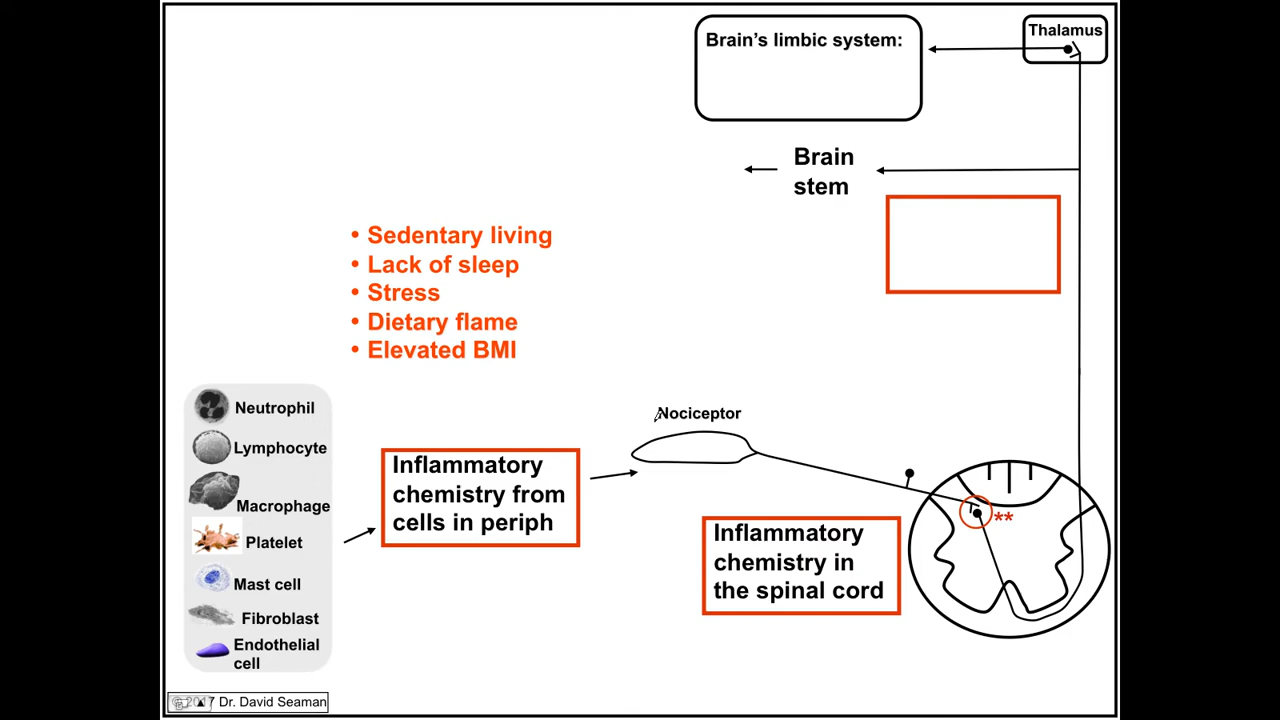 Thalamus
Brain's limbic system:
Brain
stem
• Sedentary living
• Lack of sleep
• Stress
• Dietary flame
• Elevated BMI
Neutrophil
Lymphocyte
Macrophage
Platelet
Mast cell
Fibroblast
Endothelial
cell
Inflammatory
chemistry from
cells in periph
Nociceptor
**
Inflammatory
chemistry in
the spinal cord
© 2017 Dr. David Seaman